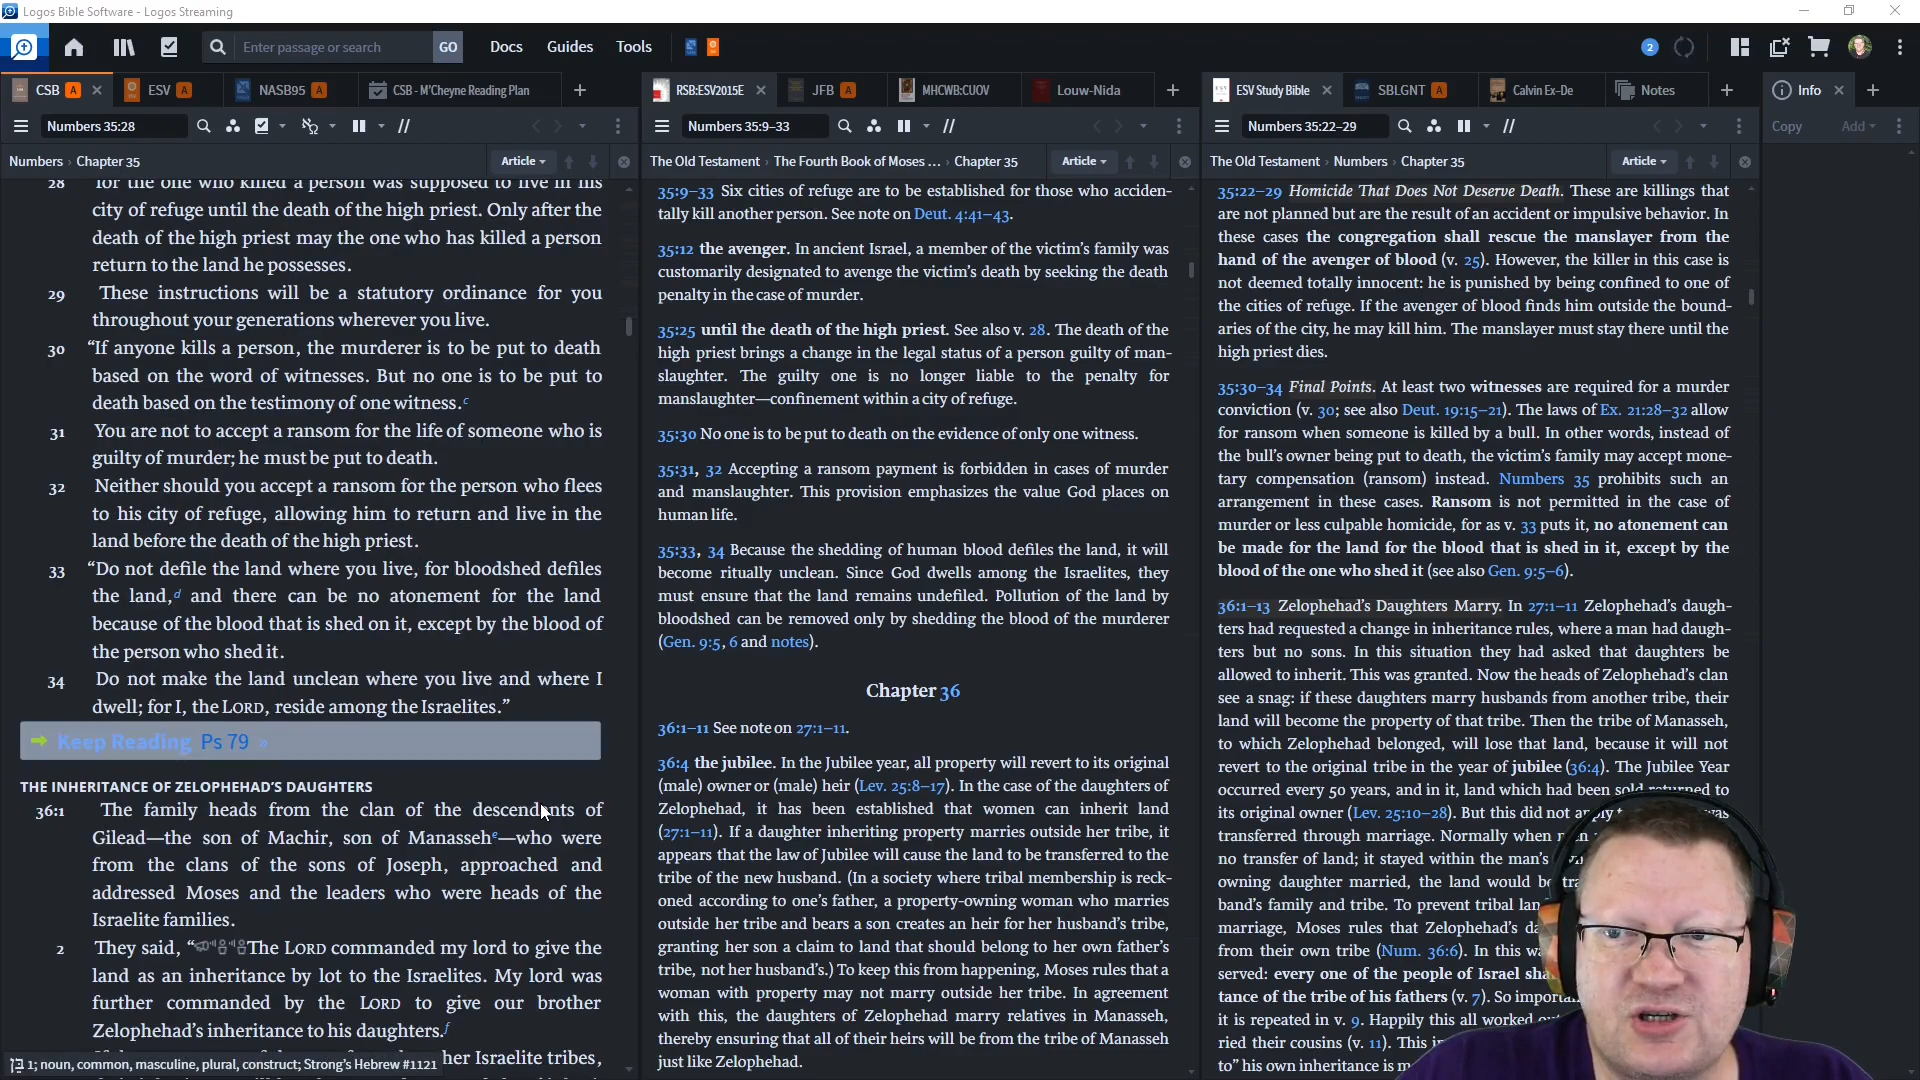 Logos Bible Software - Logos Streaming
Enter passage or search
GO
Docs
Guides
Tools
2
CSB A
ESV A
NASB95 A
CSB - M'Cheyne Reading Plan
RSB:ESV2015E
JFB A
MHCWB:CUOV
Louw-Nida
ESV Study Bible
SBLGNT A
Calvin Ex–De
Notes
Info
Numbers 35:28
Numbers 35:9–33
Numbers 35:22–29
Copy
Add
Numbers › Chapter 35
Article
28 for the one who killed a person was supposed to live in his
city of refuge until the death of the high priest. Only after the
death of the high priest may the one who has killed a person
return to the land he possesses.
29 These instructions will be a statutory ordinance for you
throughout your generations wherever you live.
30 “If anyone kills a person, the murderer is to be put to death
based on the word of witnesses. But no one is to be put to
death based on the testimony of one witness.c
31 You are not to accept a ransom for the life of someone who is
guilty of murder; he must be put to death.
32 Neither should you accept a ransom for the person who flees
to his city of refuge, allowing him to return and live in the
land before the death of the high priest.
33 “Do not defile the land where you live, for bloodshed defiles
the land,d and there can be no atonement for the land
because of the blood that is shed on it, except by the blood of
the person who shed it.
34 Do not make the land unclean where you live and where I
dwell; for I, the LORD, reside among the Israelites.”
Keep Reading Ps 79 »
THE INHERITANCE OF ZELOPHEHAD’S DAUGHTERS
36:1 The family heads from the clan of the descendants of
Gilead—the son of Machir, son of Manassehe—who were
from the clans of the sons of Joseph, approached and
addressed Moses and the leaders who were heads of the
Israelite families.
2 They said, “The LORD commanded my lord to give the
land as an inheritance by lot to the Israelites. My lord was
further commanded by the LORD to give our brother
Zelophehad’s inheritance to his daughters.f
her Israelite tribes,
1; noun, common, masculine, plural, construct; Strong’s Hebrew #1121
The Old Testament › The Fourth Book of Moses ... › Chapter 35
Article
35:9–33 Six cities of refuge are to be established for those who acciden-
tally kill another person. See note on Deut. 4:41–43.
35:12 the avenger. In ancient Israel, a member of the victim’s family was
customarily designated to avenge the victim’s death by seeking the death
penalty in the case of murder.
35:25 until the death of the high priest. See also v. 28. The death of the
high priest brings a change in the legal status of a person guilty of man-
slaughter. The guilty one is no longer liable to the penalty for
manslaughter—confinement within a city of refuge.
35:30 No one is to be put to death on the evidence of only one witness.
35:31, 32 Accepting a ransom payment is forbidden in cases of murder
and manslaughter. This provision emphasizes the value God places on
human life.
35:33, 34 Because the shedding of human blood defiles the land, it will
become ritually unclean. Since God dwells among the Israelites, they
must ensure that the land remains undefiled. Pollution of the land by
bloodshed can be removed only by shedding the blood of the murderer
(Gen. 9:5, 6 and notes).
Chapter 36
36:1–11 See note on 27:1–11.
36:4 the jubilee. In the Jubilee year, all property will revert to its original
(male) owner or (male) heir (Lev. 25:8–17). In the case of the daughters of
Zelophehad, it has been established that women can inherit land
(27:1–11). If a daughter inheriting property marries outside her tribe, it
appears that the law of Jubilee will cause the land to be transferred to the
tribe of the new husband. (In a society where tribal membership is reck-
oned according to one’s father, a property-owning woman who marries
outside her tribe and bears a son creates an heir for her husband’s tribe,
granting her son a claim to land that should belong to her own father’s
tribe, not her husband’s.) To keep this from happening, Moses rules that a
woman with property may not marry outside her tribe. In agreement
with this, the daughters of Zelophehad marry relatives in Manasseh,
thereby ensuring that all of their heirs will be from the tribe of Manasseh
just like Zelophehad.
The Old Testament › Numbers › Chapter 35
Article
35:22–29 Homicide That Does Not Deserve Death. These are killings that
are not planned but are the result of an accident or impulsive behavior. In
these cases the congregation shall rescue the manslayer from the
hand of the avenger of blood (v. 25). However, the killer in this case is
not deemed totally innocent: he is punished by being confined to one of
the cities of refuge. If the avenger of blood finds him outside the bound-
aries of the city, he may kill him. The manslayer must stay there until the
high priest dies.
35:30–34 Final Points. At least two witnesses are required for a murder
conviction (v. 30; see also Deut. 19:15–21). The laws of Ex. 21:28–32 allow
for ransom when someone is killed by a bull. In other words, instead of
the bull’s owner being put to death, the victim’s family may accept mone-
tary compensation (ransom) instead. Numbers 35 prohibits such an
arrangement in these cases. Ransom is not permitted in the case of
murder or less culpable homicide, for as v. 33 puts it, no atonement can
be made for the land for the blood that is shed in it, except by the
blood of the one who shed it (see also Gen. 9:5–6).
36:1–13 Zelophehad’s Daughters Marry. In 27:1–11 Zelophehad’s daugh-
ters had requested a change in inheritance rules, where a man had daugh-
ters but no sons. In this situation they had asked that daughters be
allowed to inherit. This was granted. Now the heads of Zelophehad’s clan
see a snag: if these daughters marry husbands from another tribe, their
land will become the property of that tribe. Then the tribe of Manasseh,
to which Zelophehad belonged, will lose that land, because it will not
revert to the original tribe in the year of jubilee (36:4). The Jubilee Year
occurred every 50 years, and in it, land which had been sold returned to
its original owner (Lev. 25:10–28). But this did not
transferred through marriage. Normally when
no transfer of land; it stayed within the man’s
owning daughter married, the land would be
band’s family and tribe. To prevent tribal
marriage, Moses rules that Zelophehad’s
from their own tribe (Num. 36:6). In this
served: every one of the people of Israel
tance of the tribe of his fathers (v. 7). So
it is repeated in v. 9. Happily this all worked
ried their cousins (v. 11). This
to” his own inheritance is